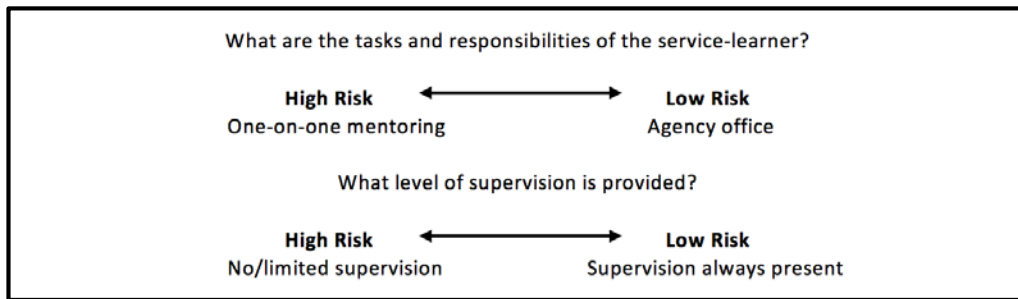 What are the tasks and responsibilities of the service-learner?
High Risk Low Risk
One-on-one mentoring Agency office
What level of supervision is provided?
High Risk Low Risk
No/limited supervision Supervision always present